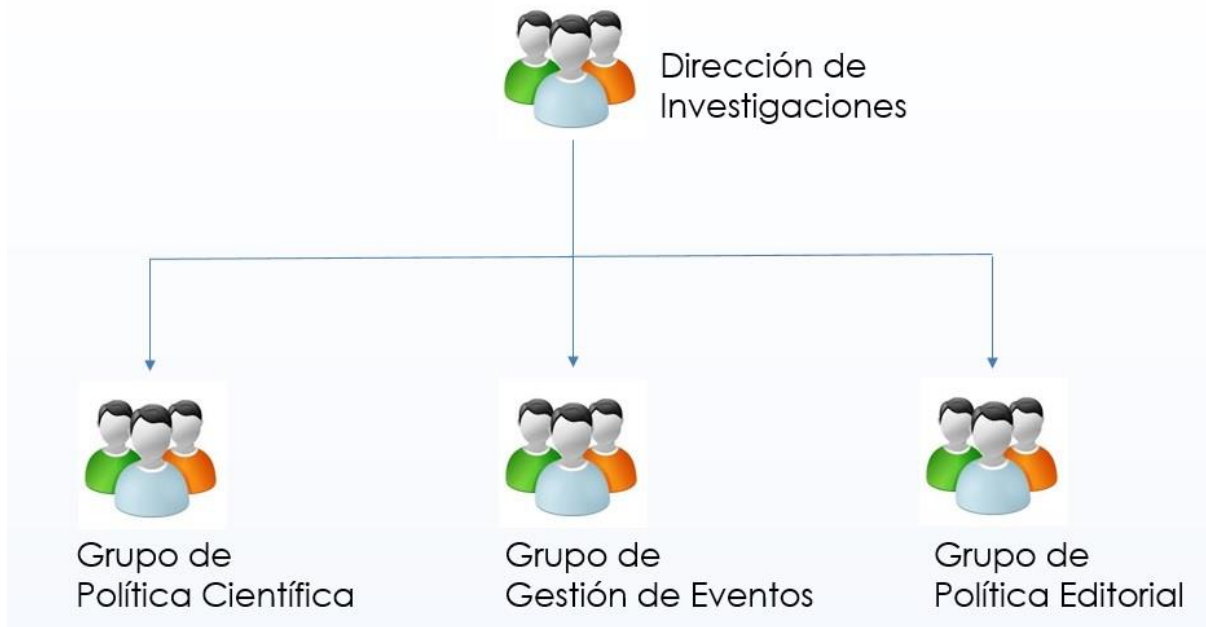 Dirección de
Investigaciones
Grupo de
Política Científica
Grupo de
Gestión de Eventos
Grupo de
Política Editorial